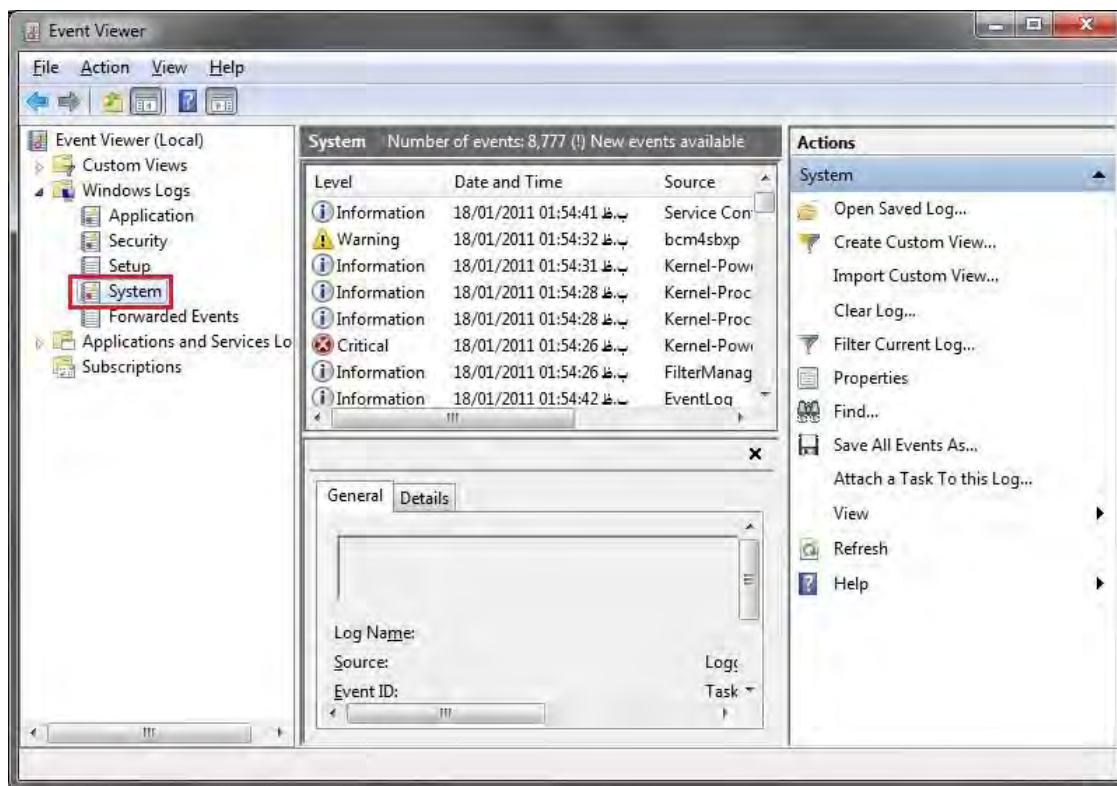 Event Viewer
File Action View Help
Event Viewer (Local)
Custom Views
Windows Logs
Application
Security
Setup
System
Forwarded Events
Applications and Services Lo
Subscriptions
System Number of events: 8,777 (!) New events available
Level Date and Time Source
Information 18/01/2011 01:54:41 ب.ظ Service Con
Warning 18/01/2011 01:54:32 ب.ظ bcm4sbxp
Information 18/01/2011 01:54:31 ب.ظ Kernel-Pow
Information 18/01/2011 01:54:28 ب.ظ Kernel-Proc
Information 18/01/2011 01:54:28 ب.ظ Kernel-Proc
Critical 18/01/2011 01:54:26 ب.ظ Kernel-Pow
Information 18/01/2011 01:54:26 ب.ظ FilterManag
Information 18/01/2011 01:54:42 ب.ظ EventLog
General Details
Log Name:
Source: Logg
Event ID: Task
Actions
System
Open Saved Log...
Create Custom View...
Import Custom View...
Clear Log...
Filter Current Log...
Properties
Find...
Save All Events As...
Attach a Task To this Log...
View
Refresh
Help